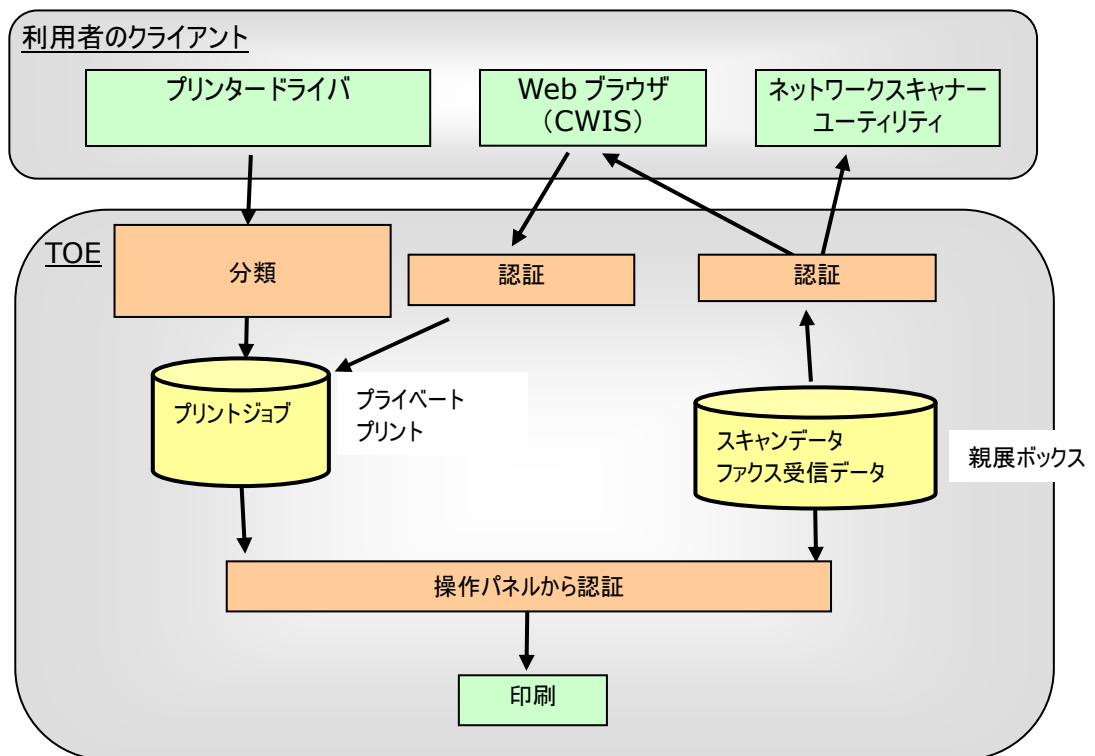 利用者のクライアント
プリンタードライバ
Web ブラウザ
（CWIS）
ネットワークスキャナー
ユーティリティ
TOE
分類
認証
認証
プリントジョブ
プライベート
プリント
スキャンデータ
ファクス受信データ
親展ボックス
操作パネルから認証
印刷